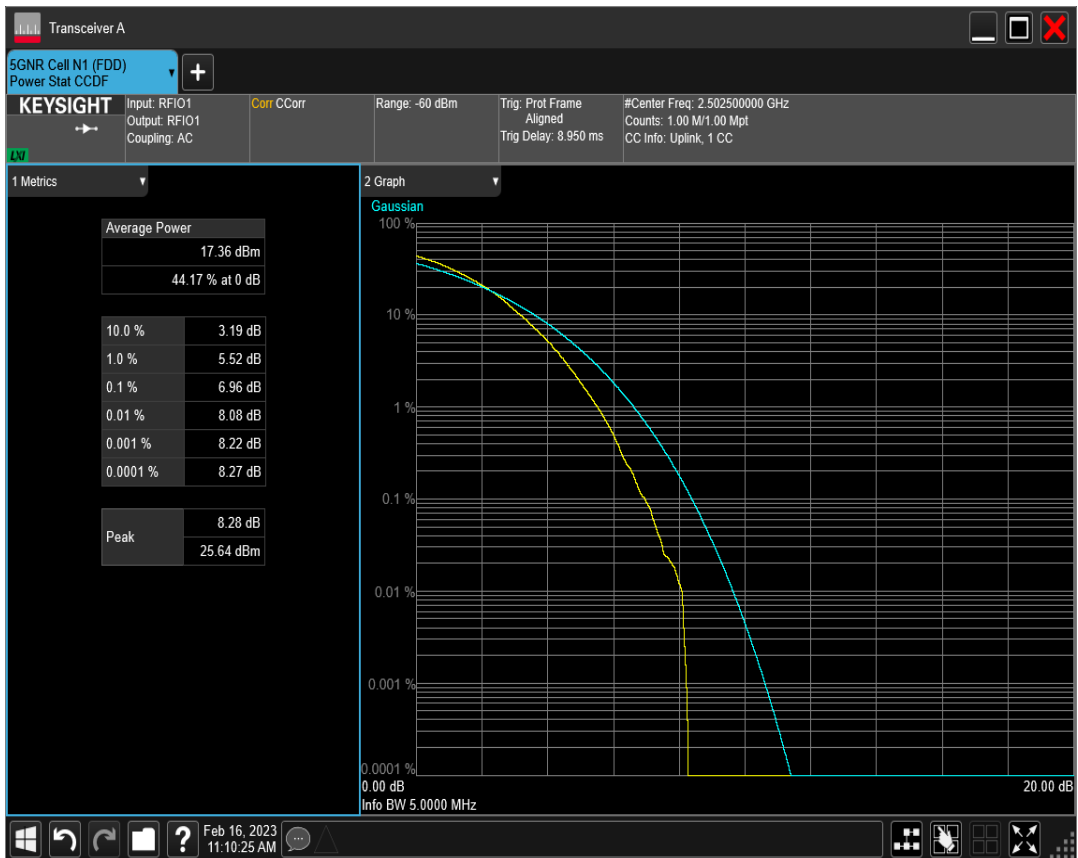 Transceiver A
5GNR Cell N1 (FDD)
Power Stat CCDF
+
KEYSIGHT
LXI
Input: RFIO1
Output: RFIO1
Coupling: AC
Corr CCorr
Range: -60 dBm
Trig: Prot Frame
Aligned
Trig Delay: 8.950 ms
#Center Freq: 2.502500000 GHz
Counts: 1.00 M/1.00 Mpt
CC Info: Uplink, 1 CC
1 Metrics
Average Power
17.36 dBm
44.17 % at 0 dB
10.0 % 3.19 dB
1.0 % 5.52 dB
0.1 % 6.96 dB
0.01 % 8.08 dB
0.001 % 8.22 dB
0.0001 % 8.27 dB
Peak
8.28 dB
25.64 dBm
2 Graph
Gaussian
100 %
10 %
1 %
0.1 %
0.01 %
0.001 %
0.0001 %
0.00 dB 20.00 dB
Info BW 5.0000 MHz
?
Feb 16, 2023
11:10:25 AM